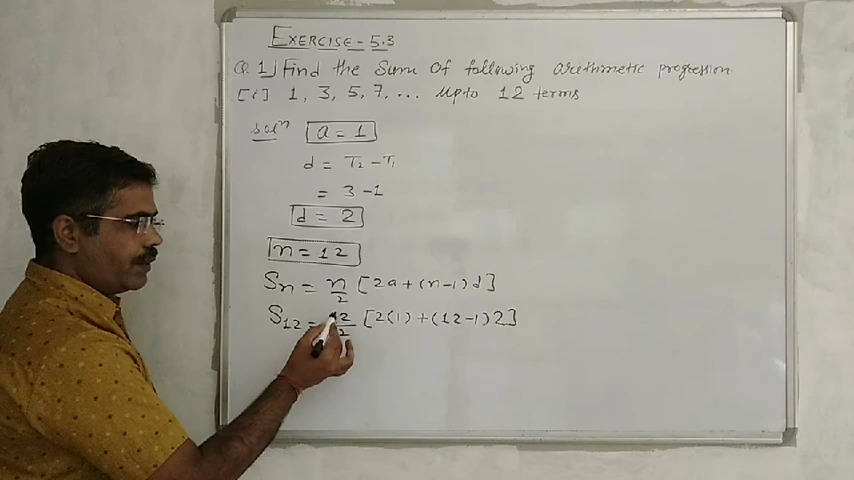 EXERCISE - 5.3
Q. 1] Find the Sum of following arithmetic progression
[i] 1, 3, 5, 7, ... upto 12 terms
solⁿ a = 1
d = T₂ - T₁
= 3 - 1
d = 2
n = 12
Sn = n/2 [2a + (n-1) d]
S₁₂ = 12/2 [2(1) + (12-1) 2]